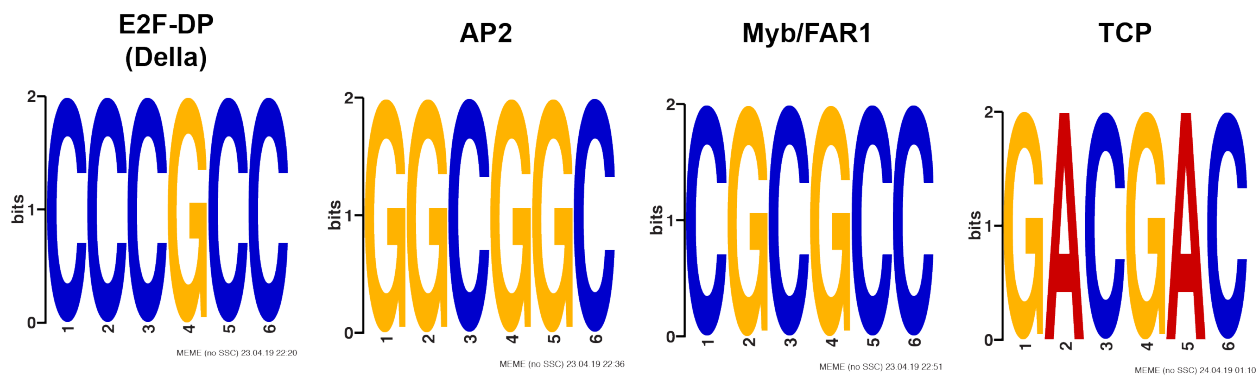 E2F-DP
(Della)
AP2
Myb/FAR1
TCP
2
1
0
bits
CCCGCC
1 2 3 4 5 6
MEME (no SSC) 23.04.19 22:20
2
1
0
bits
GGCGGC
1 2 3 4 5 6
MEME (no SSC) 23.04.19 22:36
2
1
0
bits
CGCGCC
1 2 3 4 5 6
MEME (no SSC) 23.04.19 22:51
2
1
0
bits
GACGAC
1 2 3 4 5 6
MEME (no SSC) 24.04.19 01:10